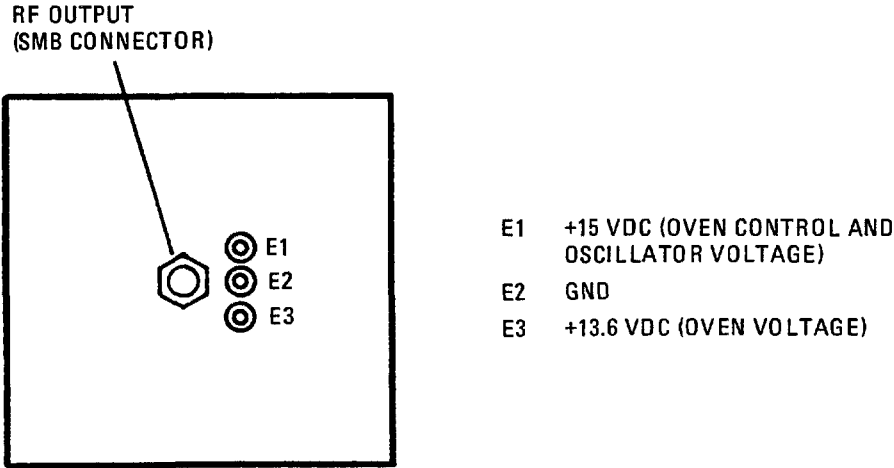 RF OUTPUT
(SMB CONNECTOR)
E1
E2
E3
E1 +15 VDC (OVEN CONTROL AND
OSCILLATOR VOLTAGE)
E2 GND
E3 +13.6 VDC (OVEN VOLTAGE)